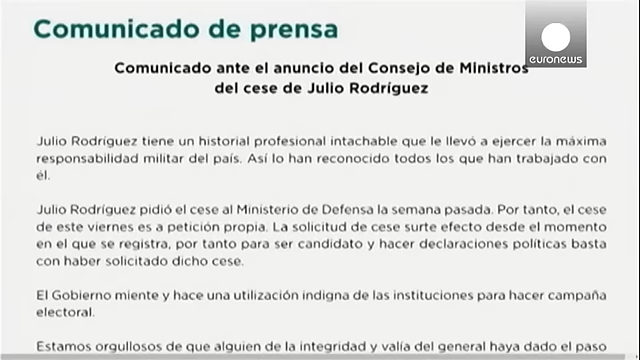 Comunicado de prensa
euronews
Comunicado ante el anuncio del Consejo de Ministros
del cese de Julio Rodríguez
Julio Rodríguez tiene un historial profesional intachable que le llevó a ejercer la máxima
responsabilidad militar del país. Así lo han reconocido todos los que han trabajado con
él.
Julio Rodríguez pidió el cese al Ministerio de Defensa la semana pasada. Por tanto, el cese
de este viernes es a petición propia. La solicitud de cese surte efecto desde el momento
en el que se registra, por tanto para ser candidato y hacer declaraciones políticas basta
con haber solicitado dicho cese.
El Gobierno miente y hace una utilización indigna de las instituciones para hacer campaña
electoral.
Estamos orgullosos de que alguien de la integridad y valía del general haya dado el paso